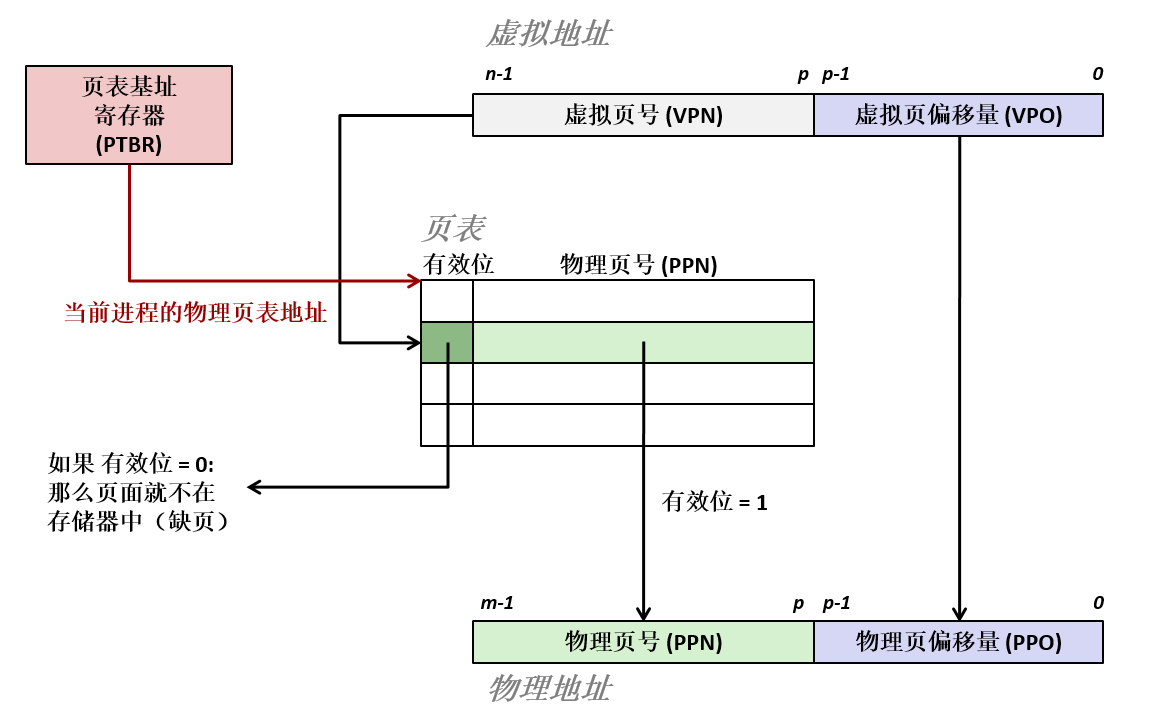 虚拟地址
n-1 p p-1 0
页表基址
寄存器
(PTBR)
虚拟页号 (VPN) 虚拟页偏移量 (VPO)
页表
有效位 物理页号 (PPN)
当前进程的物理页表地址
如果 有效位 = 0:
那么页面就不在
存储器中（缺页）
有效位 = 1
m-1 p p-1 0
物理页号 (PPN) 物理页偏移量 (PPO)
物理地址